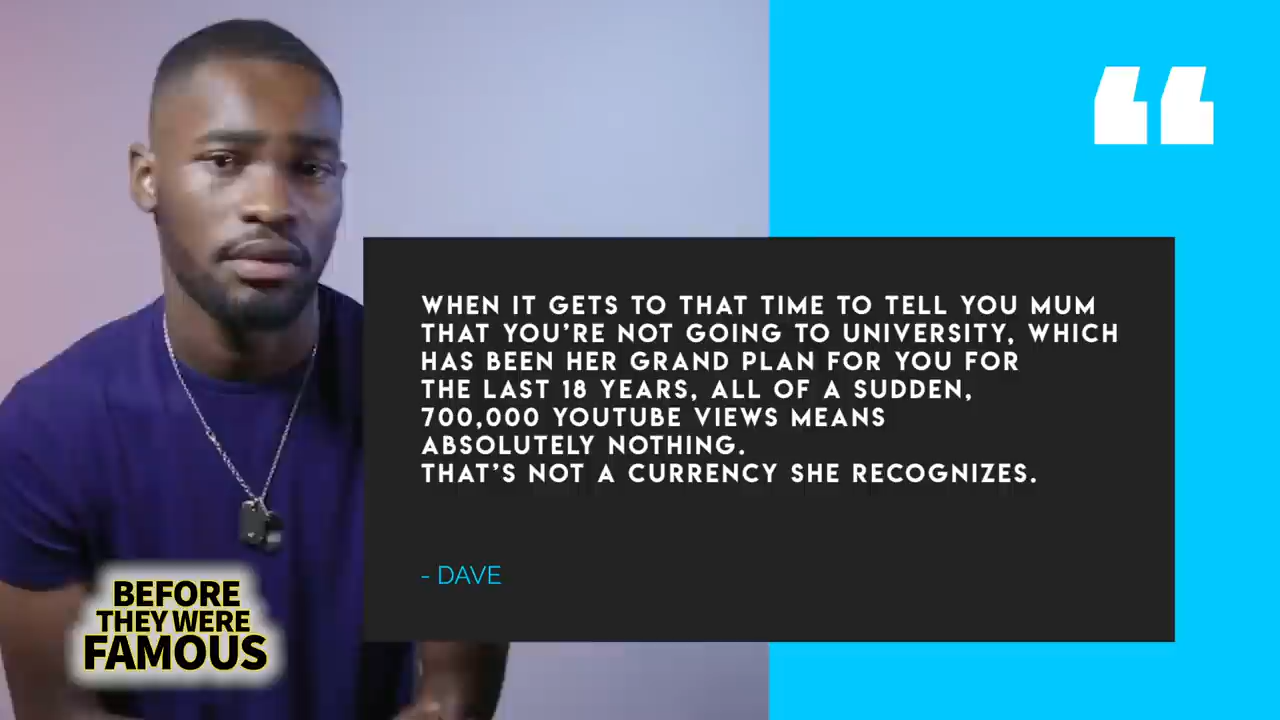 WHEN IT GETS TO THAT TIME TO TELL YOU MUM
THAT YOU'RE NOT GOING TO UNIVERSITY, WHICH
HAS BEEN HER GRAND PLAN FOR YOU FOR
THE LAST 18 YEARS, ALL OF A SUDDEN,
700,000 YOUTUBE VIEWS MEANS
ABSOLUTELY NOTHING.
THAT'S NOT A CURRENCY SHE RECOGNIZES.
- DAVE
BEFORE
THEY WERE
FAMOUS